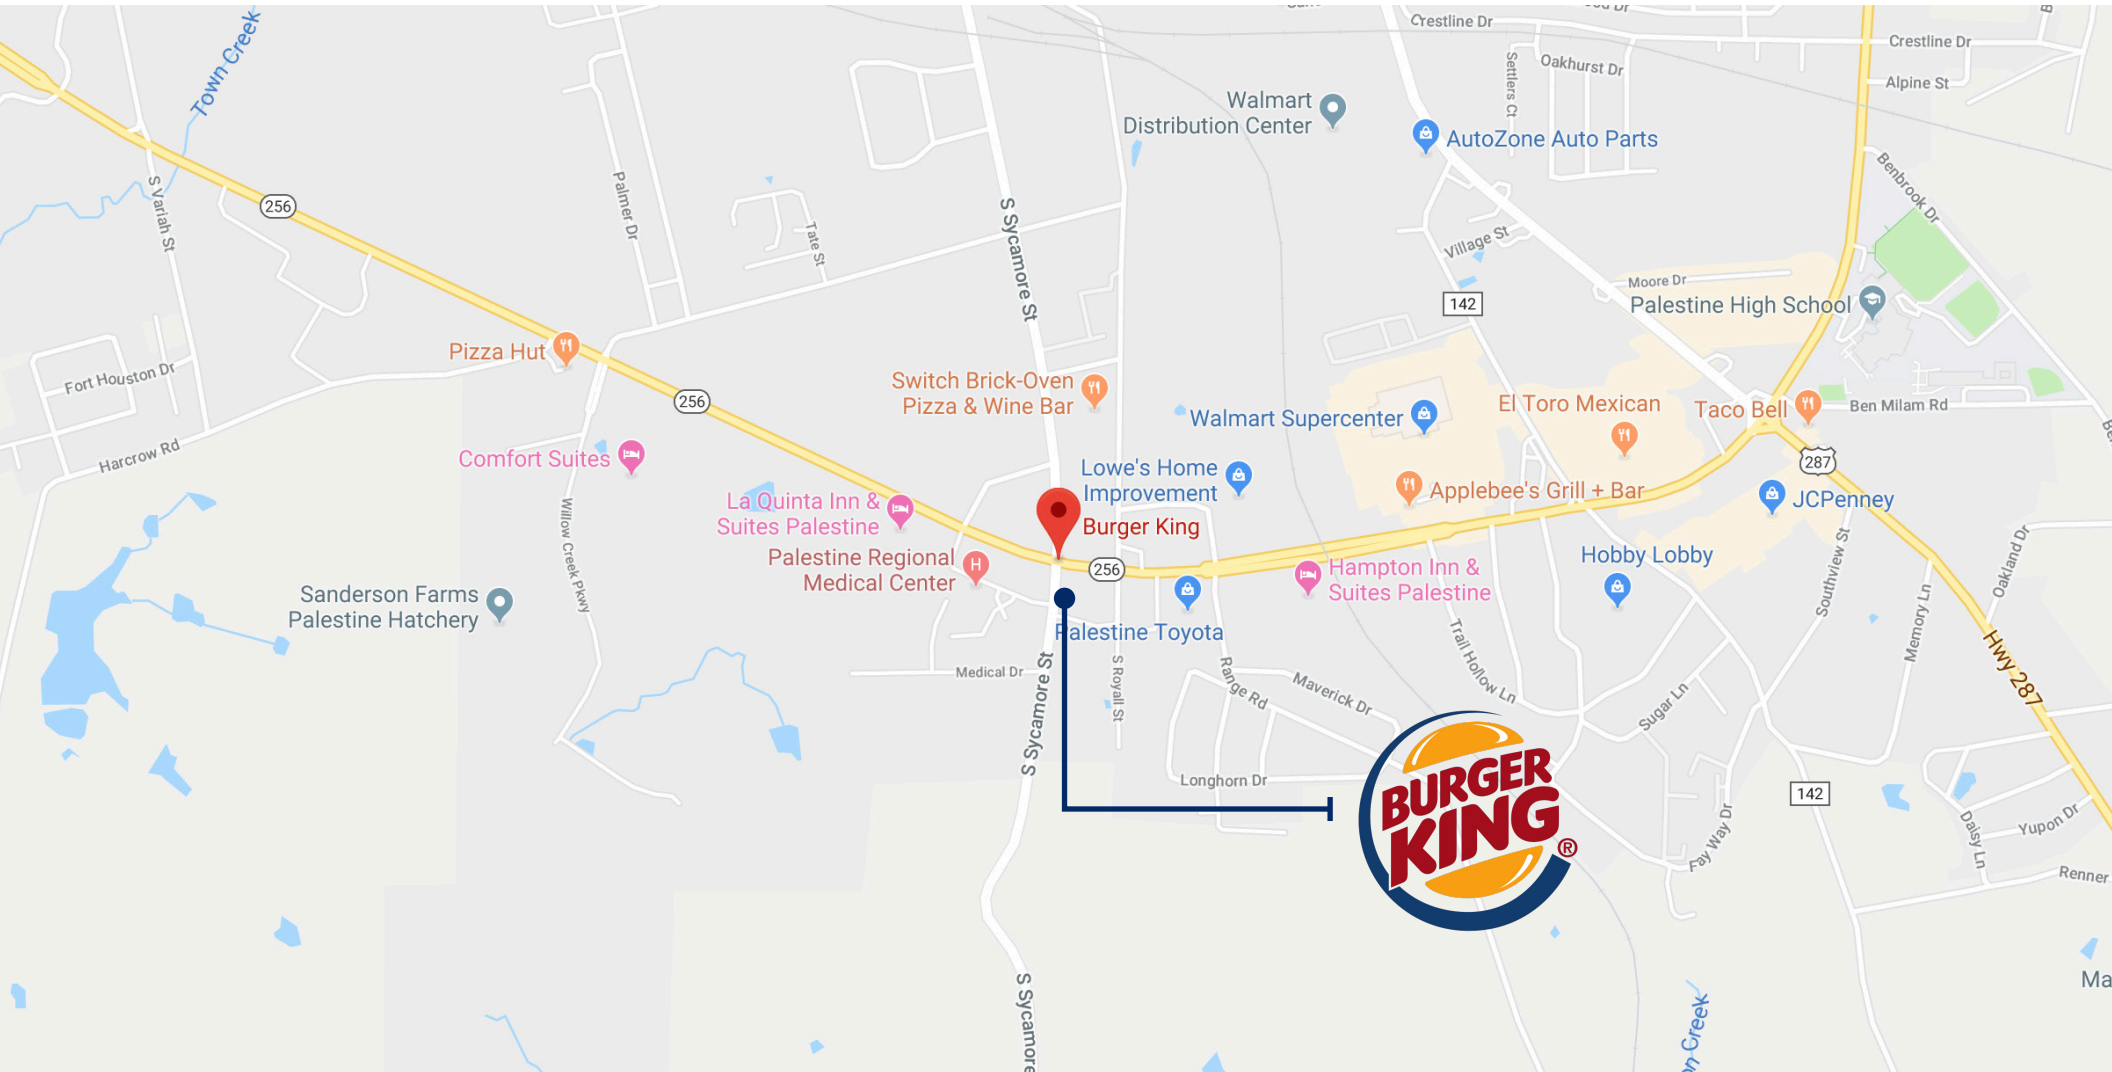 Town Creek
Crestline Dr
Crestline Dr
Alpine St
Settlers Ct
Oakhurst Dr
Walmart
Distribution Center
AutoZone Auto Parts
Benbrook Dr
S Variah St
256
Palmer Dr
Tate St
S Sycamore St
Village St
142
Moore Dr
Palestine High School
Pizza Hut
Fort Houston Dr
256
Switch Brick-Oven
Pizza & Wine Bar
Walmart Supercenter
El Toro Mexican
Taco Bell
Ben Milam Rd
Harcrow Rd
Comfort Suites
Lowe's Home
Improvement
287
La Quinta Inn &
Suites Palestine
Burger King
Applebee's Grill + Bar
JCPenney
Willow Creek Pkwy
Palestine Regional
Medical Center
H
256
Hampton Inn &
Suites Palestine
Hobby Lobby
Southview St
Oakland Dr
Memory Ln
Sanderson Farms
Palestine Hatchery
Palestine Toyota
Trail Hollow Ln
Hwy 287
Medical Dr
S Sycamore St
S Royall St
Range Rd
Maverick Dr
Sugar Ln
Longhorn Dr
142
BURGER
KING
®
Fay Way Dr
Daisy Ln
Yupon Dr
Renner
S Sycamore
Creek
Ma